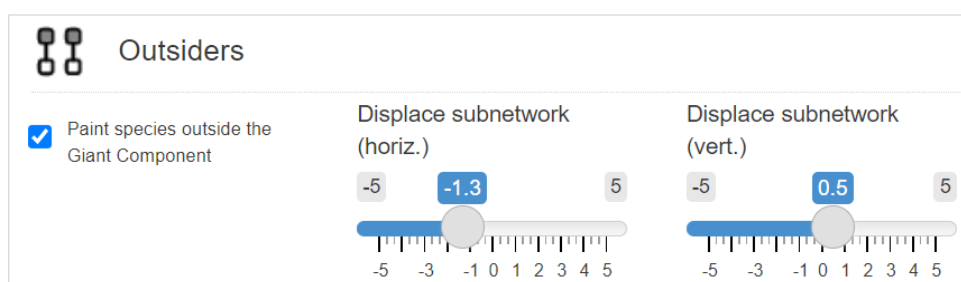 Outsiders
Paint species outside the
Giant Component
Displace subnetwork
(horiz.)
-5 -1.3 5
-5 -3 -1 0 1 2 3 4 5
Displace subnetwork
(vert.)
-5 0.5 5
-5 -3 -1 0 1 2 3 4 5